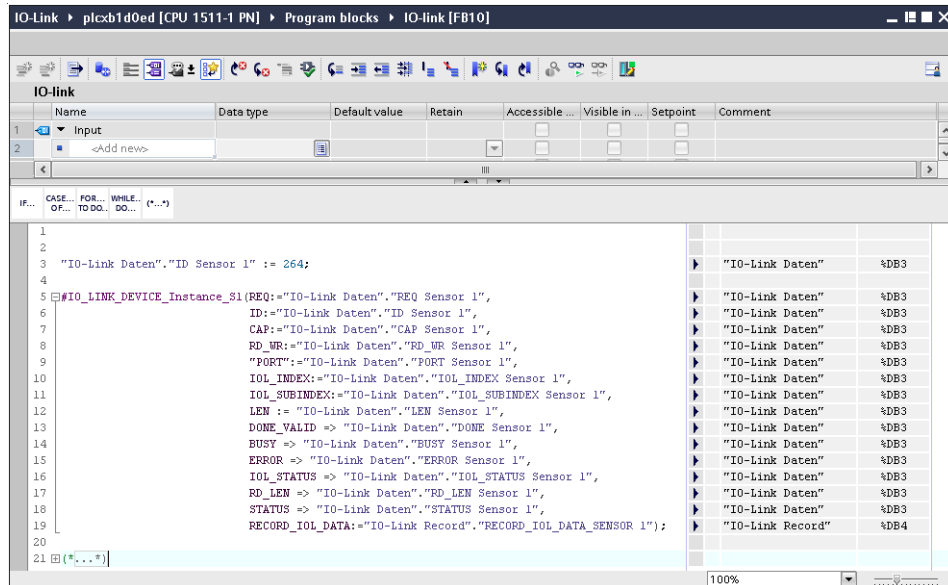 IO-Link ▸ plcxb1d0ed [CPU 1511-1 PN] ▸ Program blocks ▸ IO-link [FB10]
IO-link
Name Data type Default value Retain Accessible ... Visible in ... Setpoint Comment
1 Input
2 <Add new>
IF... CASE... OF... FOR... TO DO... WHILE... DO... (*...*)
1
2
3 "IO-Link Daten"."ID Sensor 1" := 264; "IO-Link Daten" %DB3
4
5 #IO_LINK_DEVICE_Instance_S1(REQ:="IO-Link Daten"."REQ Sensor 1", "IO-Link Daten" %DB3
6 ID:="IO-Link Daten"."ID Sensor 1", "IO-Link Daten" %DB3
7 CAP:="IO-Link Daten"."CAP Sensor 1", "IO-Link Daten" %DB3
8 RD_WR:="IO-Link Daten"."RD_WR Sensor 1", "IO-Link Daten" %DB3
9 "PORT":="IO-Link Daten"."PORT Sensor 1", "IO-Link Daten" %DB3
10 IOL_INDEX:="IO-Link Daten"."IOL_INDEX Sensor 1", "IO-Link Daten" %DB3
11 IOL_SUBINDEX:="IO-Link Daten"."IOL_SUBINDEX Sensor 1", "IO-Link Daten" %DB3
12 LEN := "IO-Link Daten"."LEN Sensor 1", "IO-Link Daten" %DB3
13 DONE_VALID => "IO-Link Daten"."DONE Sensor 1", "IO-Link Daten" %DB3
14 BUSY => "IO-Link Daten"."BUSY Sensor 1", "IO-Link Daten" %DB3
15 ERROR => "IO-Link Daten"."ERROR Sensor 1", "IO-Link Daten" %DB3
16 IOL_STATUS => "IO-Link Daten"."IOL_STATUS Sensor 1", "IO-Link Daten" %DB3
17 RD_LEN => "IO-Link Daten"."RD_LEN Sensor 1", "IO-Link Daten" %DB3
18 STATUS => "IO-Link Daten"."STATUS Sensor 1", "IO-Link Daten" %DB3
19 RECORD_IOL_DATA:="IO-Link Record"."RECORD_IOL_DATA_SENSOR 1"); "IO-Link Record" %DB4
20
21 (*...*)
100%